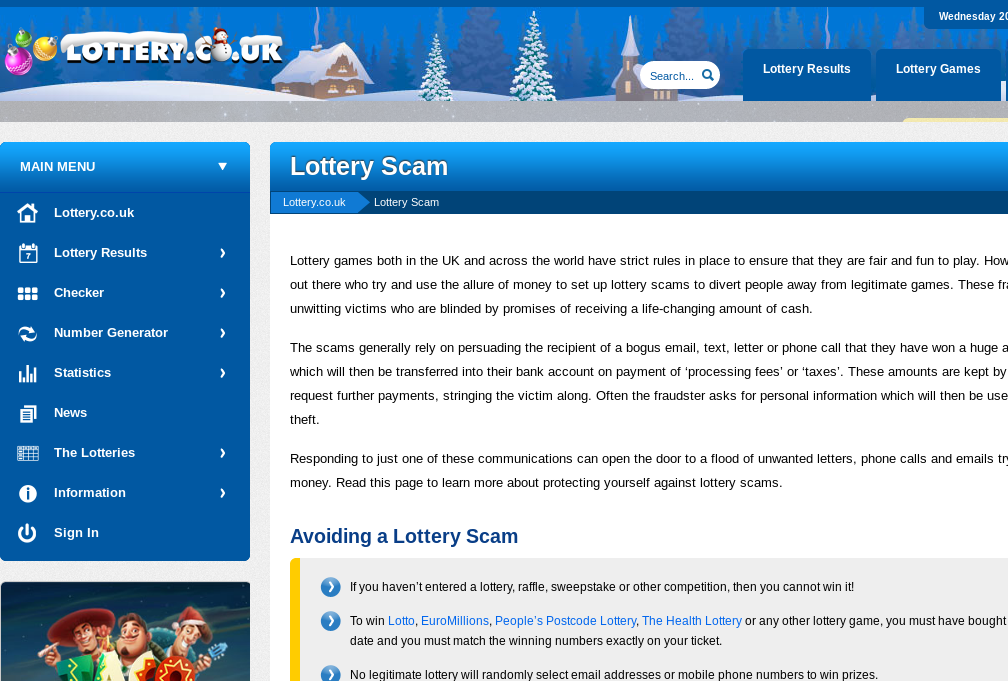 Wednesday 20
LOTTERY.CO.UK
Search...
Lottery Results
Lottery Games
MAIN MENU
Lottery.co.uk
Lottery Results
Checker
Number Generator
Statistics
News
The Lotteries
Information
Sign In
Lottery Scam
Lottery.co.uk
Lottery Scam
Lottery games both in the UK and across the world have strict rules in place to ensure that they are fair and fun to play. How
out there who try and use the allure of money to set up lottery scams to divert people away from legitimate games. These fra
unwitting victims who are blinded by promises of receiving a life-changing amount of cash.
The scams generally rely on persuading the recipient of a bogus email, text, letter or phone call that they have won a huge a
which will then be transferred into their bank account on payment of ‘processing fees’ or ‘taxes’. These amounts are kept by
request further payments, stringing the victim along. Often the fraudster asks for personal information which will then be use
theft.
Responding to just one of these communications can open the door to a flood of unwanted letters, phone calls and emails try
money. Read this page to learn more about protecting yourself against lottery scams.
Avoiding a Lottery Scam
If you haven’t entered a lottery, raffle, sweepstake or other competition, then you cannot win it!
To win Lotto, EuroMillions, People’s Postcode Lottery, The Health Lottery or any other lottery game, you must have bought
date and you must match the winning numbers exactly on your ticket.
No legitimate lottery will randomly select email addresses or mobile phone numbers to win prizes.